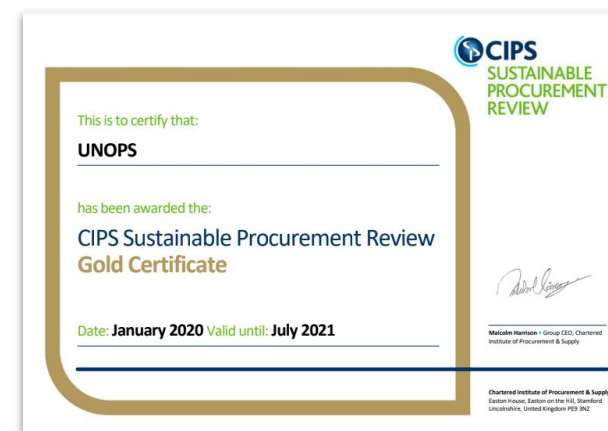 CIPS
SUSTAINABLE
PROCUREMENT
REVIEW
This is to certify that:
UNOPS
has been awarded the:
CIPS Sustainable Procurement Review
Gold Certificate
Date: January 2020 Valid until: July 2021
Malcolm Harrison • Group CEO, Chartered
Institute of Procurement & Supply
Chartered Institute of Procurement & Supply
Easton House, Easton on the Hill, Stamford
Lincolnshire, United Kingdom PE9 3NZ